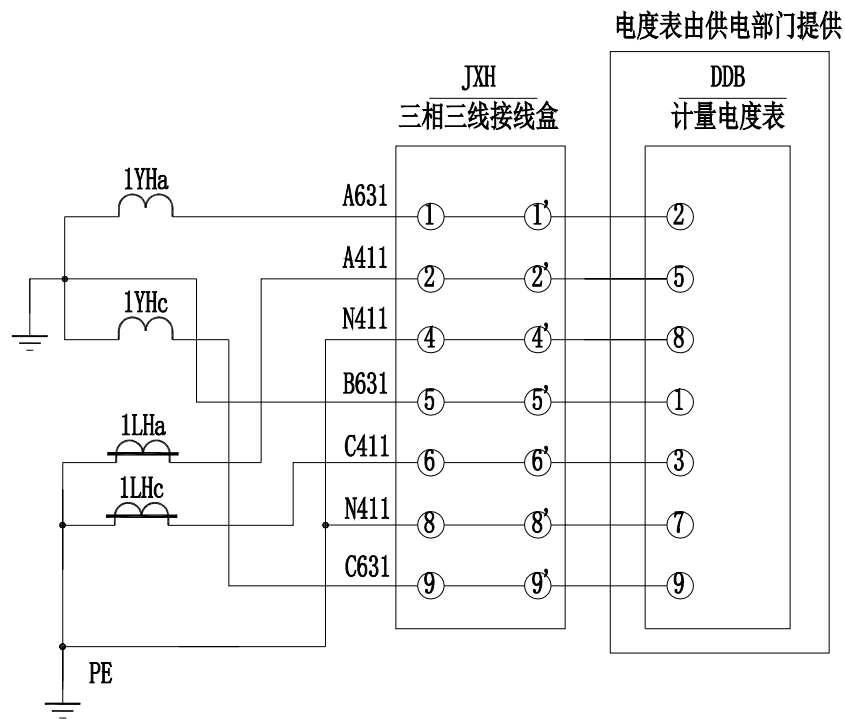 电度表由供电部门提供
JXH
三相三线接线盒
DDB
计量电度表
1YHa
A631
1 1' 2
A411
2 2' 5
1YHc
N411
4 4' 8
B631
5 5' 1
1LHa
C411
6 6' 3
1LHc
N411
8 8' 7
C631
9 9' 9
PE